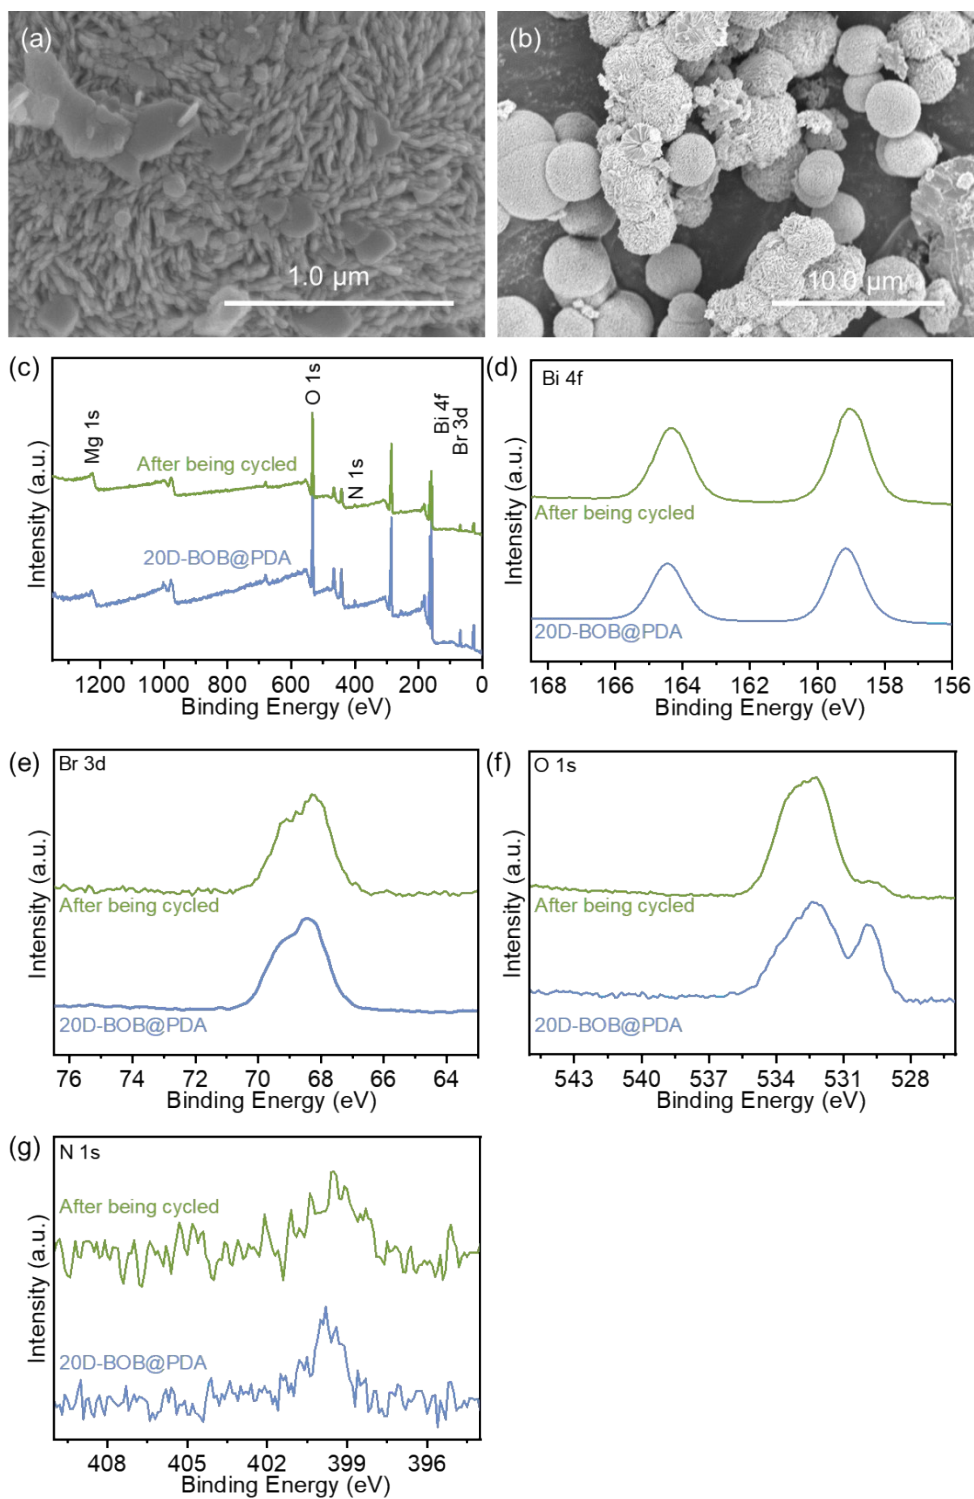 (a)
1.0 μm
(b)
10.0 μm
(c)
Intensity (a.u.)
Mg 1s
O 1s
N 1s
Bi 4f
Br 3d
After being cycled
20D-BOB@PDA
1200 1000 800 600 400 200 0
Binding Energy (eV)
(d)
Bi 4f
Intensity (a.u.)
After being cycled
20D-BOB@PDA
168 166 164 162 160 158 156
Binding Energy (eV)
(e)
Br 3d
Intensity (a.u.)
After being cycled
20D-BOB@PDA
76 74 72 70 68 66 64
Binding Energy (eV)
(f)
O 1s
Intensity (a.u.)
After being cycled
20D-BOB@PDA
543 540 537 534 531 528
Binding Energy (eV)
(g)
N 1s
Intensity (a.u.)
After being cycled
20D-BOB@PDA
408 405 402 399 396
Binding Energy (eV)